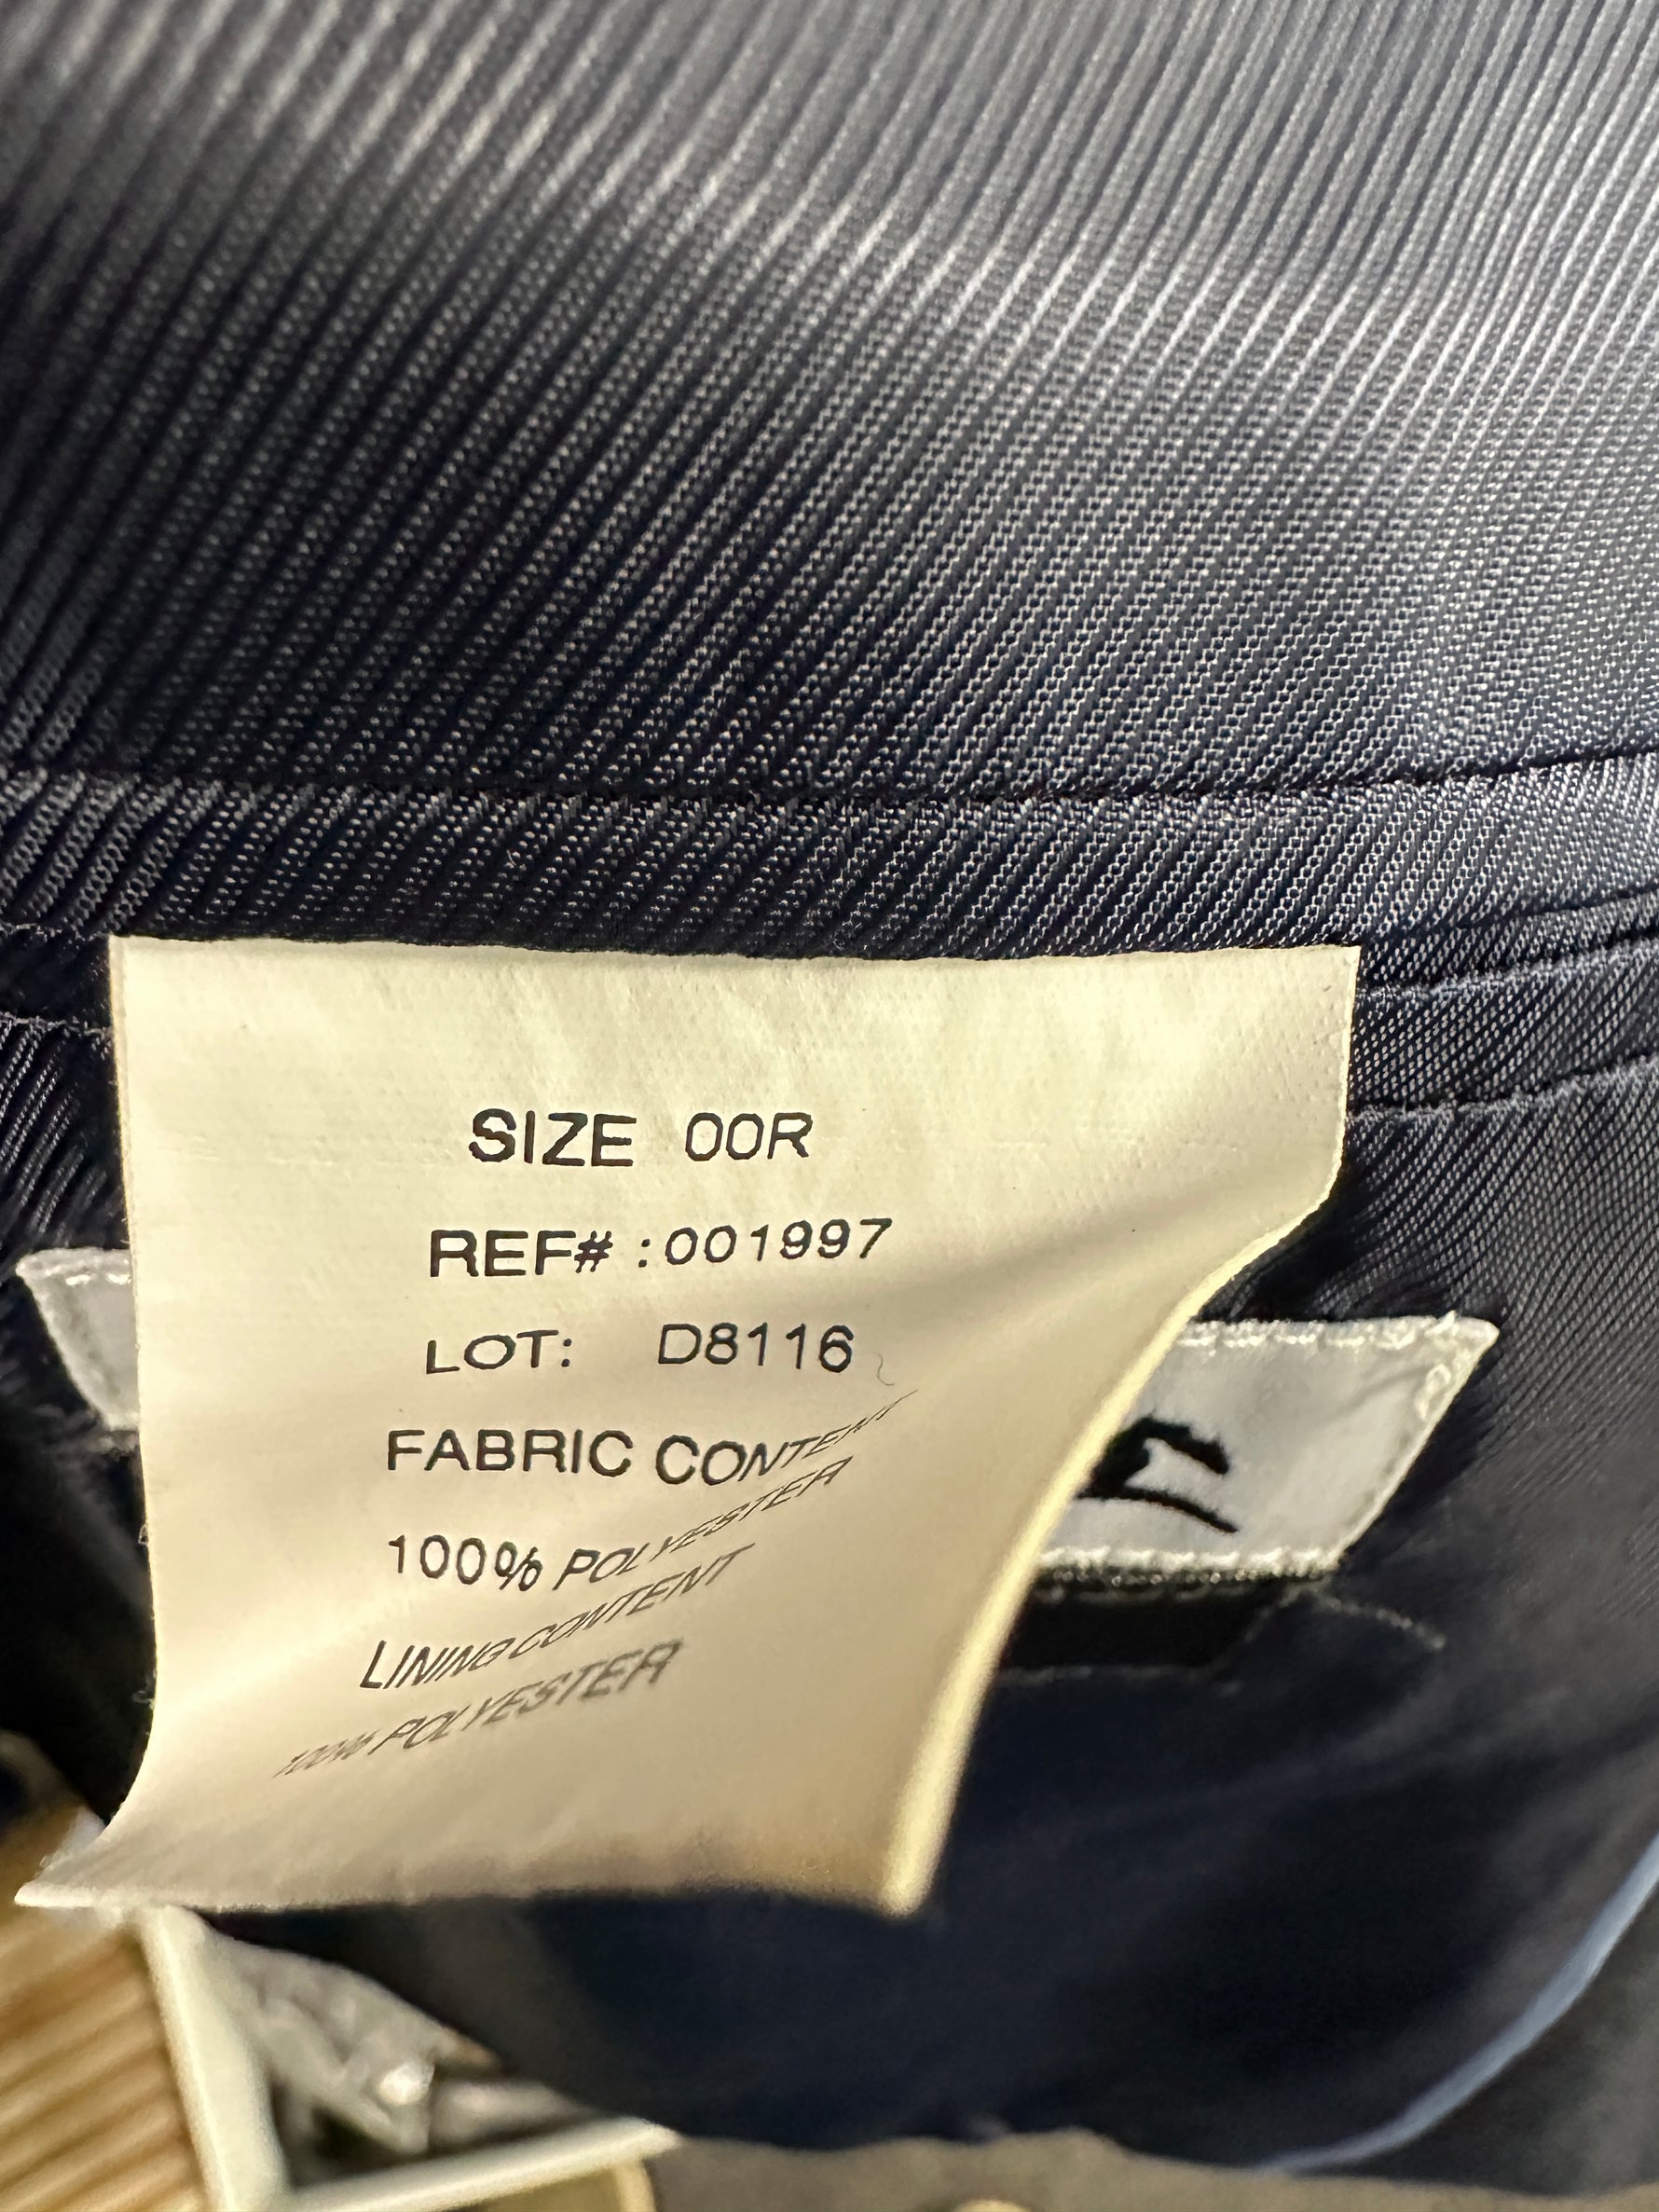 SIZE 00R
REF# :001997
LOT: D8116
FABRIC CONTENT
100% POLYESTER
LINING CONTENT
100% POLYESTER